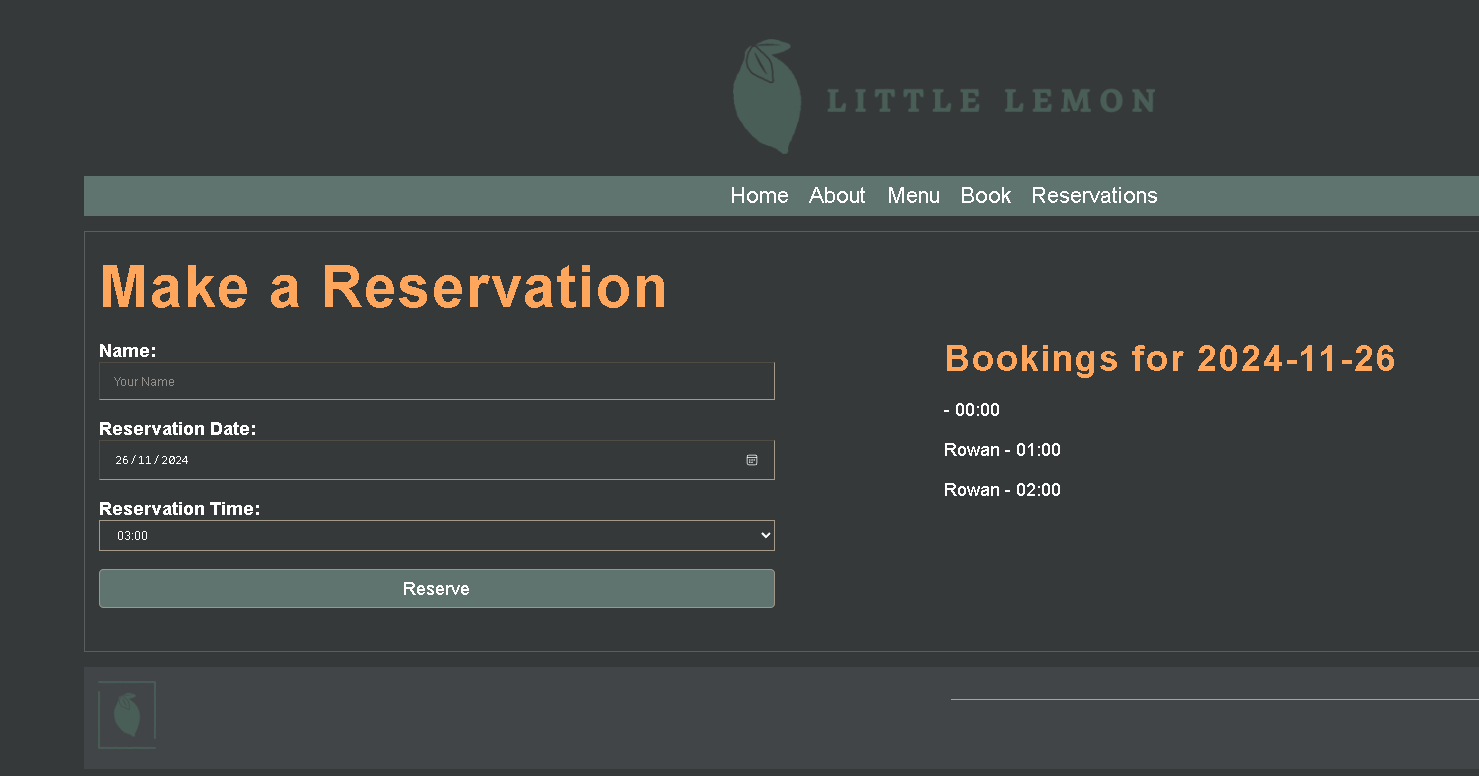 LITTLE LEMON
Home About Menu Book Reservations
Make a Reservation
Name:
Your Name
Reservation Date:
26/11/2024
Reservation Time:
03:00
Reserve
Bookings for 2024-11-26
- 00:00
Rowan - 01:00
Rowan - 02:00